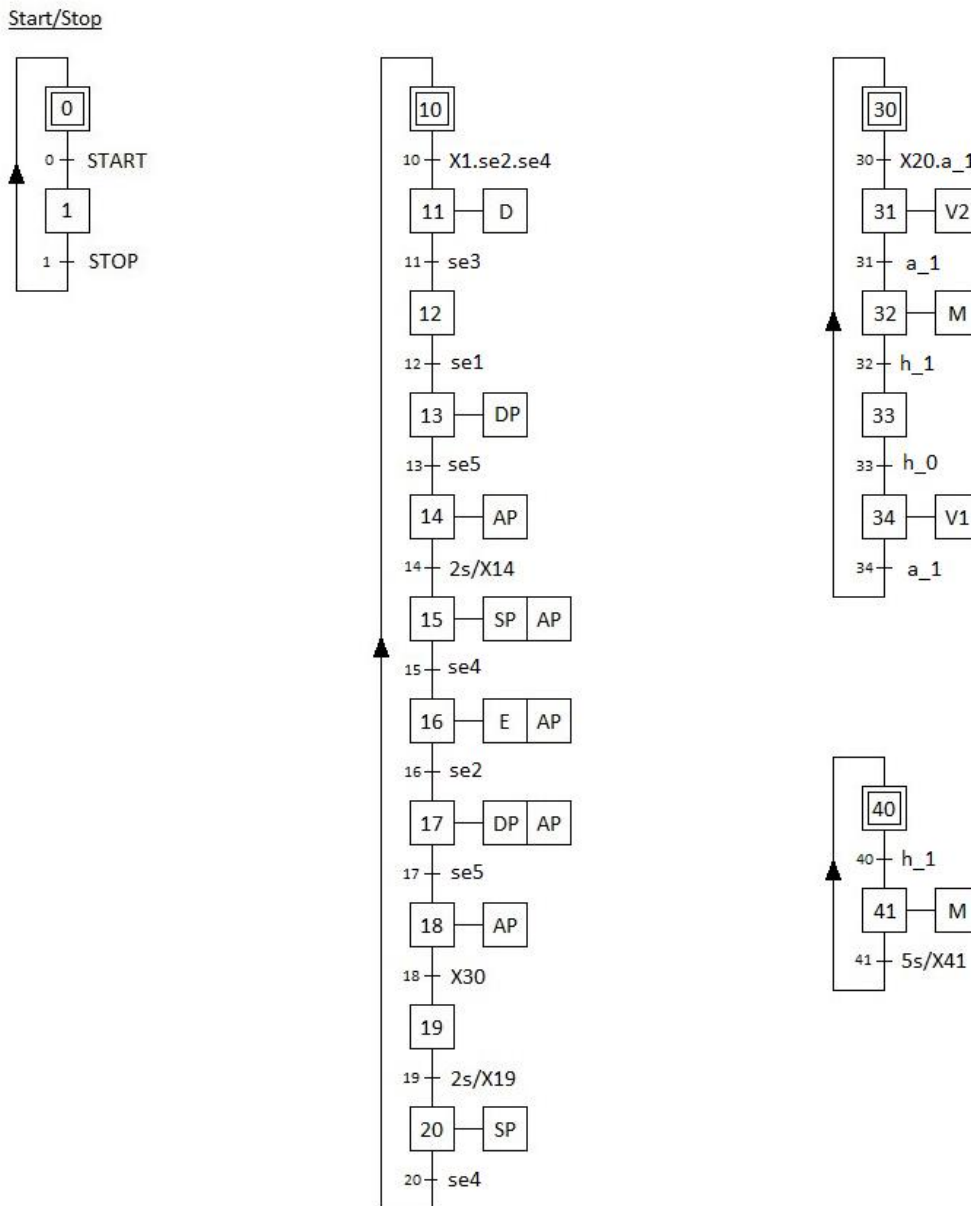 Start/Stop
0
0 START
1
1 STOP
10
10 X1.se2.se4
11 D
11 se3
12
12 se1
13 DP
13 se5
14 AP
14 2s/X14
15 SP AP
15 se4
16 E AP
16 se2
17 DP AP
17 se5
18 AP
18 X30
19
19 2s/X19
20 SP
20 se4
30
30 X20.a_1
31 V2
31 a_1
32 M
32 h_1
33
33 h_0
34 V1
34 a_1
40
40 h_1
41 M
41 5s/X41